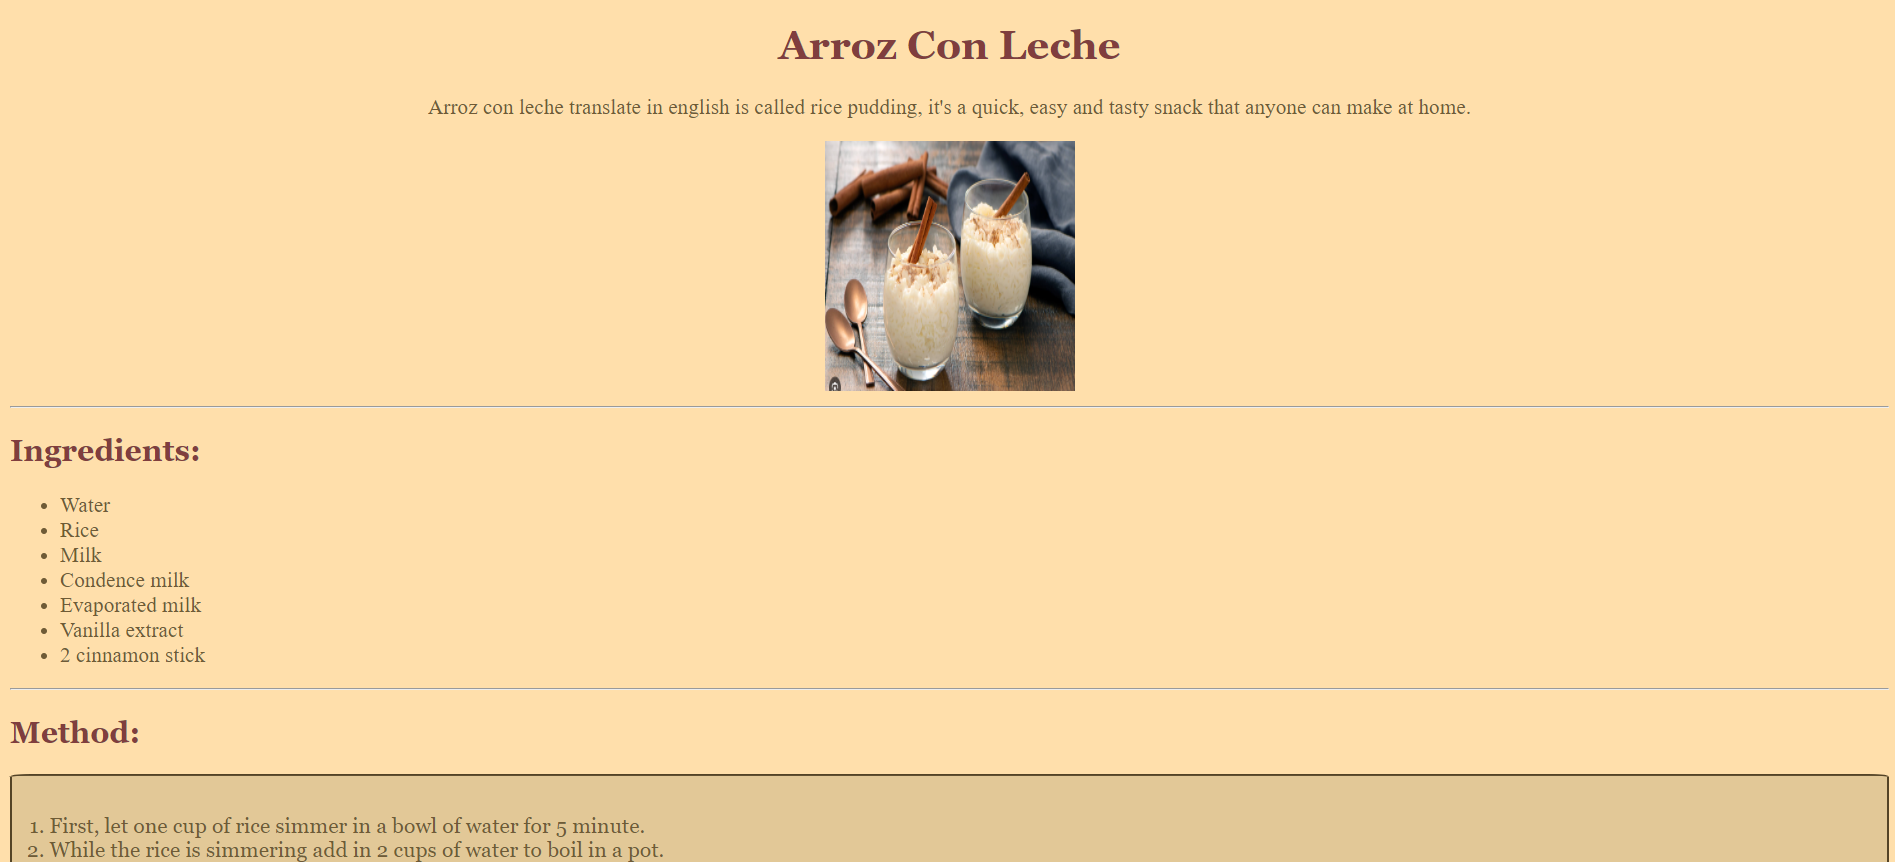 Arroz Con Leche
Arroz con leche translate in english is called rice pudding, it's a quick, easy and tasty snack that anyone can make at home.
Ingredients:
• Water
• Rice
• Milk
• Condence milk
• Evaporated milk
• Vanilla extract
• 2 cinnamon stick
Method:
1. First, let one cup of rice simmer in a bowl of water for 5 minute.
2. While the rice is simmering add in 2 cups of water to boil in a pot.